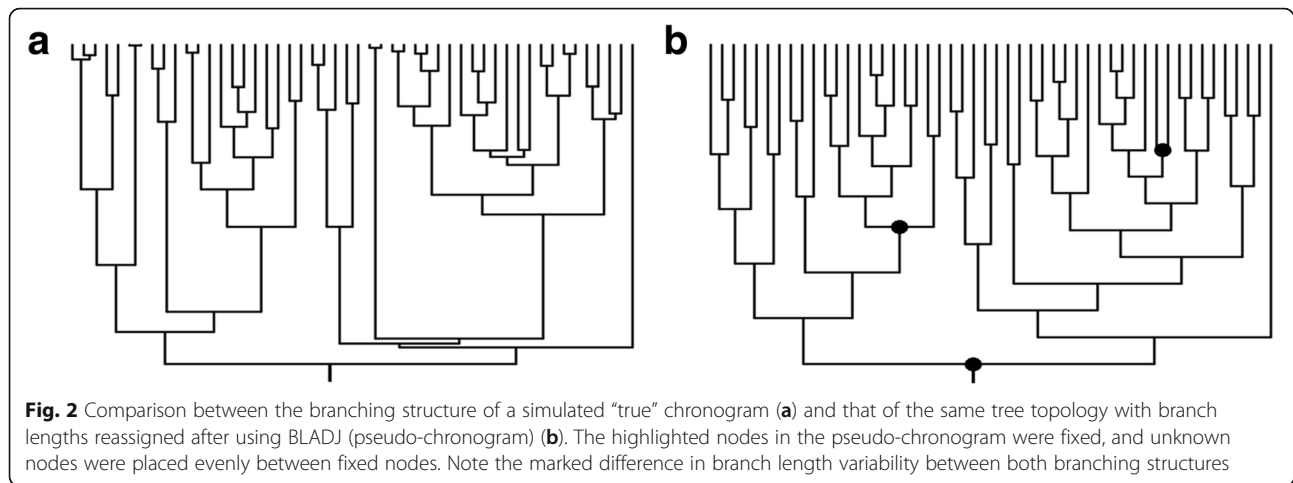 a
b
Fig. 2 Comparison between the branching structure of a simulated “true” chronogram (a) and that of the same tree topology with branch
lengths reassigned after using BLADJ (pseudo-chronogram) (b). The highlighted nodes in the pseudo-chronogram were fixed, and unknown
nodes were placed evenly between fixed nodes. Note the marked difference in branch length variability between both branching structures